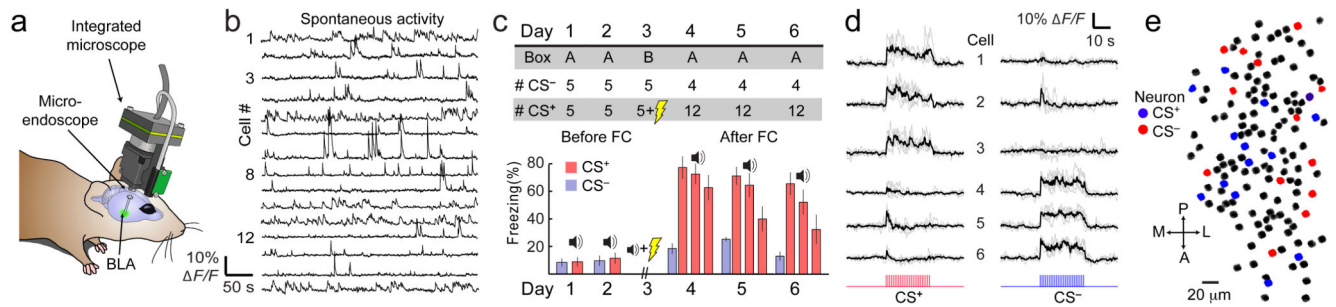 a
Integrated
microscope
Micro-
endoscope
BLA
b
Spontaneous activity
Cell #
1
3
8
12
10%
ΔF/F
50 s
c
Day 1 2 3 4 5 6
Box A A B A A A
# CS⁻ 5 5 5 4 4 4
# CS⁺ 5 5 5+ 12 12 12
Before FC After FC
Freezing(%)
80
60
40
20
CS⁺
CS⁻
+
Day 1 2 3 4 5 6
d
10% ΔF/F
10 s
Cell
1
2
3
4
5
6
CS⁺ CS⁻
e
Neuron
CS⁺
CS⁻
P
M L
A
20 μm